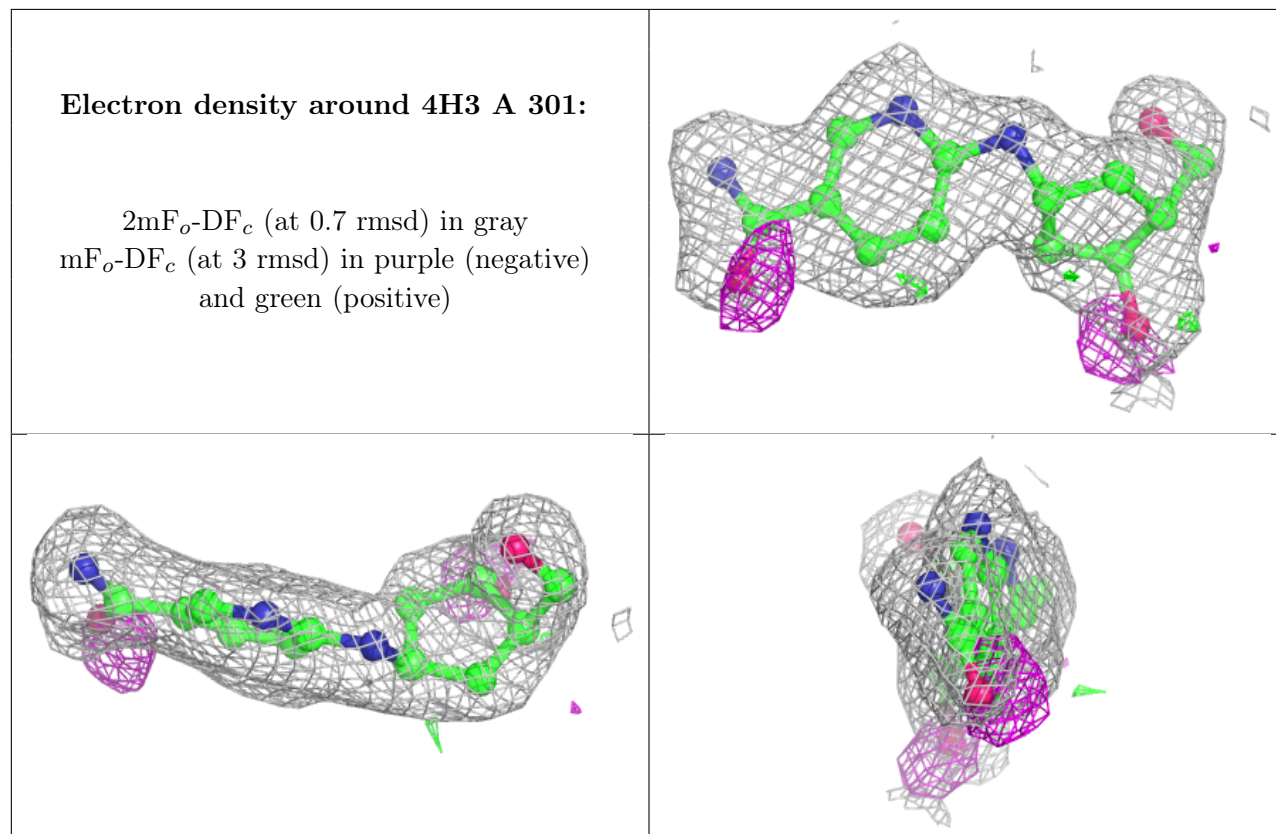 Electron density around 4H3 A 301:
2mFo-DFc (at 0.7 rmsd) in gray
mFo-DFc (at 3 rmsd) in purple (negative)
and green (positive)